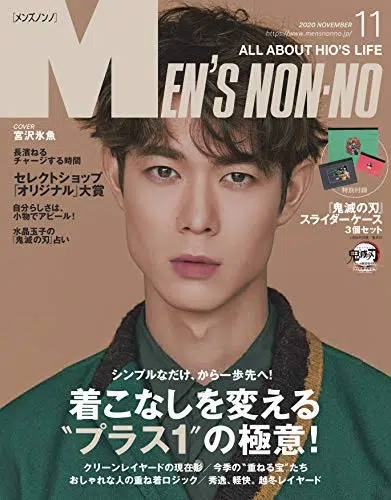 [メンズノンノ]
2020 NOVEMBER
11
https://www.mensnonno.jp/
ALL ABOUT HIO'S LIFE
MEN'S NON-NO
COVER
宮沢氷魚
長濱ねる
チャージする時間
セレクトショップ
「オリジナル」大賞
自分らしさは、
小物でアピール!
水晶玉子の
『鬼滅の刃』占い
特別付録
『鬼滅の刃』
スライダーケース
3個セット
鬼滅の刃
シンプルなだけ、から一歩先へ!
着こなしを変える
"プラス1"の極意!
クリーンレイヤードの現在影/今季の"重ねる宝"たち
おしゃれな人の重ね着ロジック/秀逸、軽快、越冬レイヤード